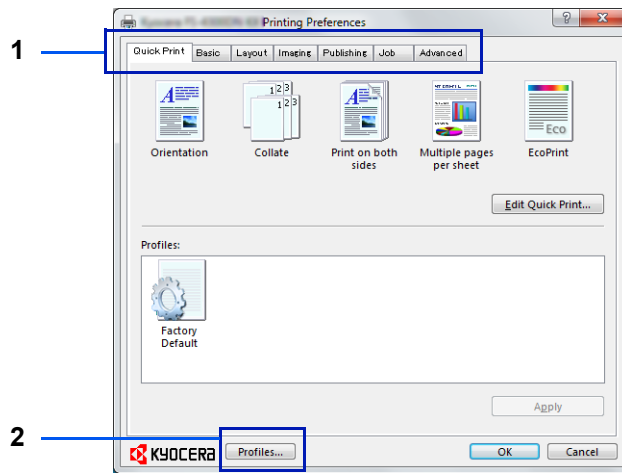 Printing Preferences
1
Quick Print Basic Layout Imaging Publishing Job Advanced
Orientation Collate Print on both sides Multiple pages per sheet EcoPrint
Eco
Edit Quick Print...
Profiles:
Factory
Default
Apply
2
KYOCERA Profiles... OK Cancel